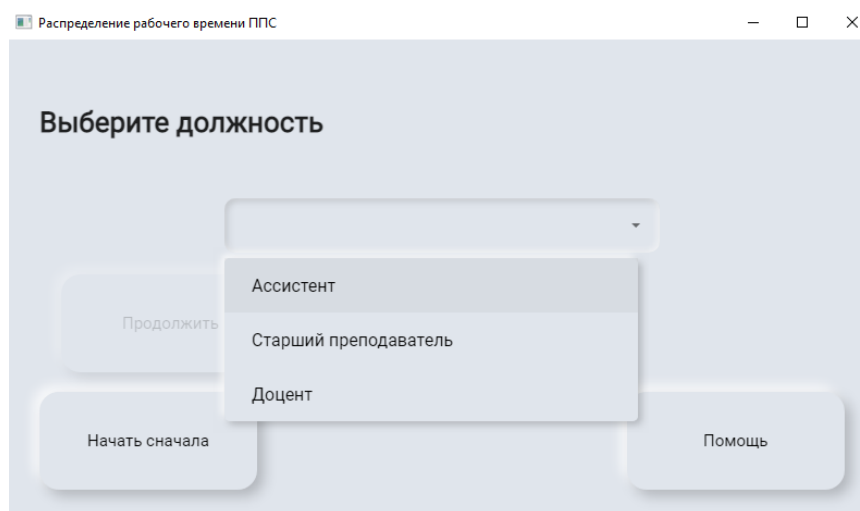 Распределение рабочего времени ППС
Выберите должность
Ассистент
Продолжить
Старший преподаватель
Доцент
Начать сначала
Помощь